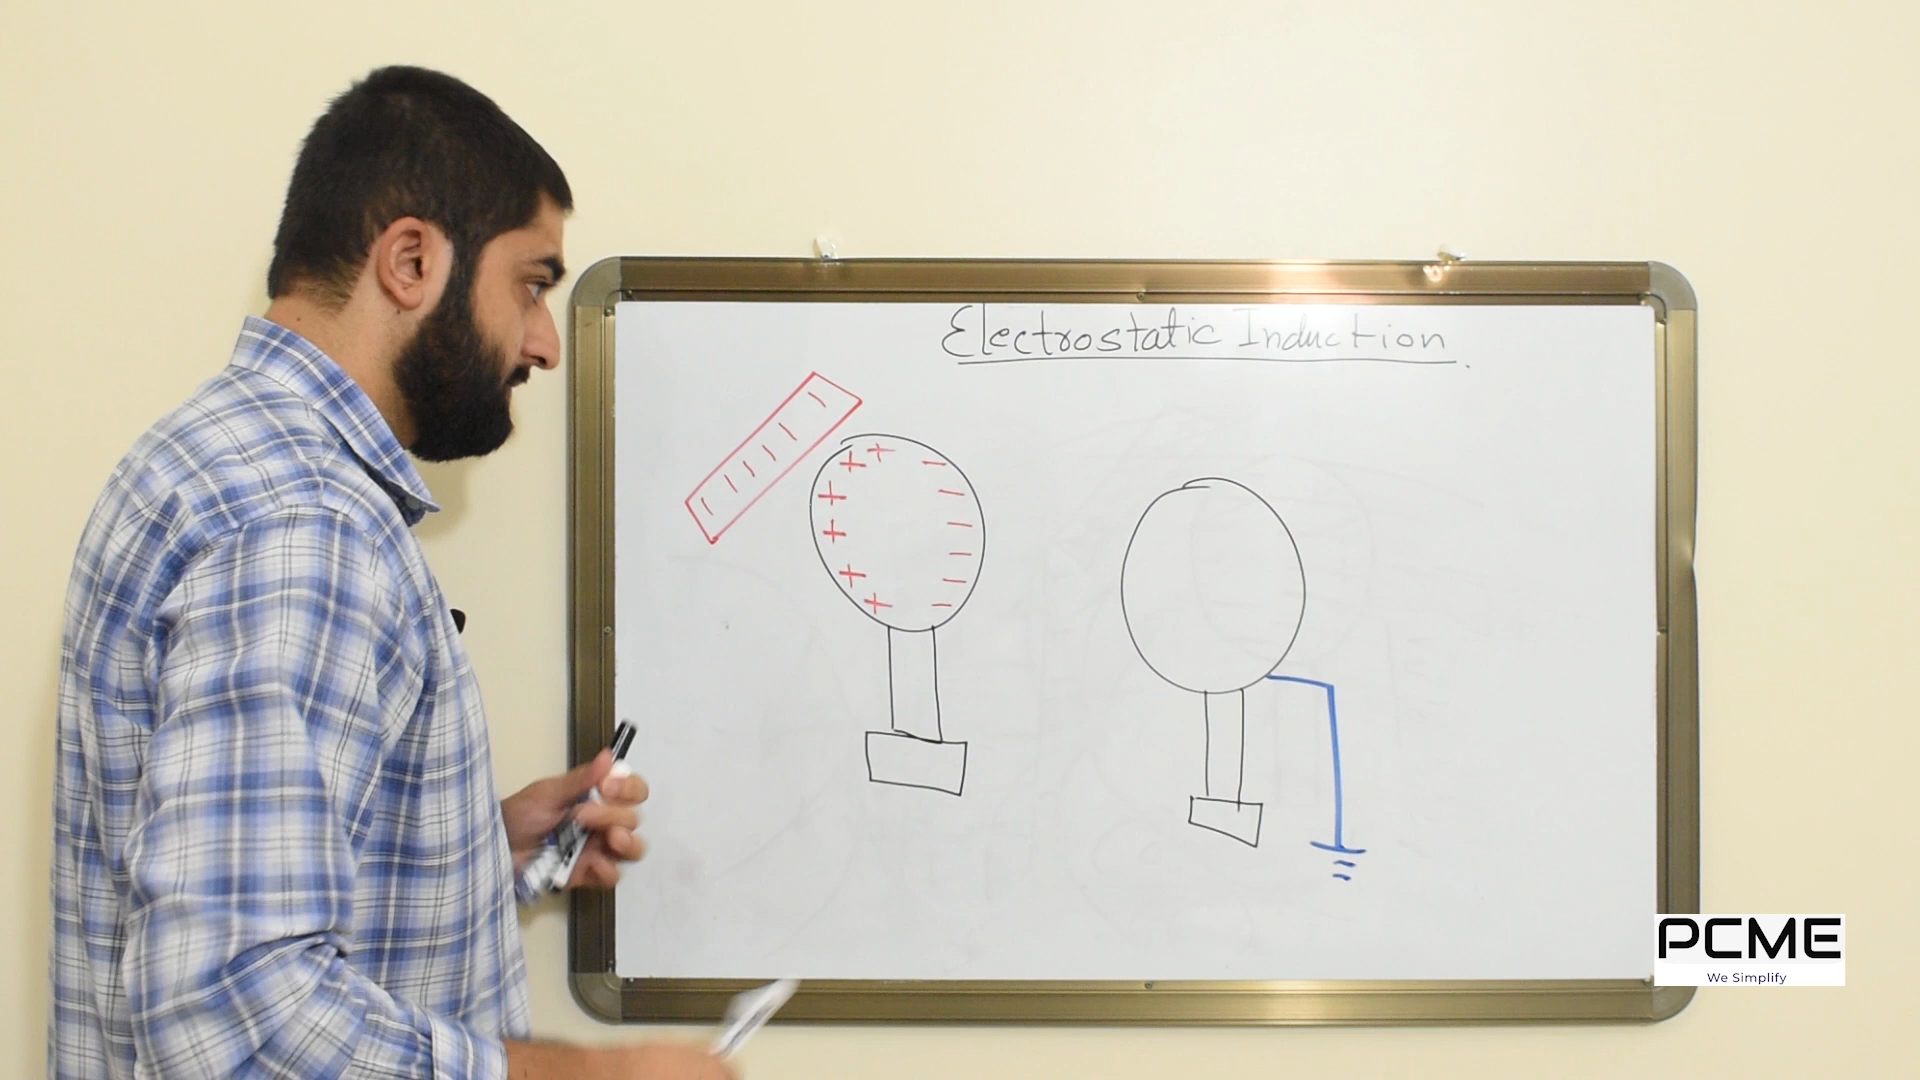 Electrostatic Induction.
+ + + + + + +
- - - - - -
PCME
We Simplify